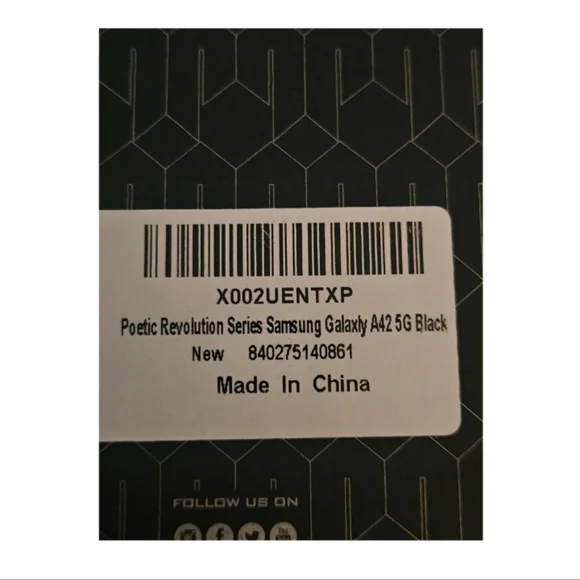 X002UENTXP
Poetic Revolution Series Samsung Galaxly A42 5G Black
New 840275140861
Made In China
FOLLOW US ON